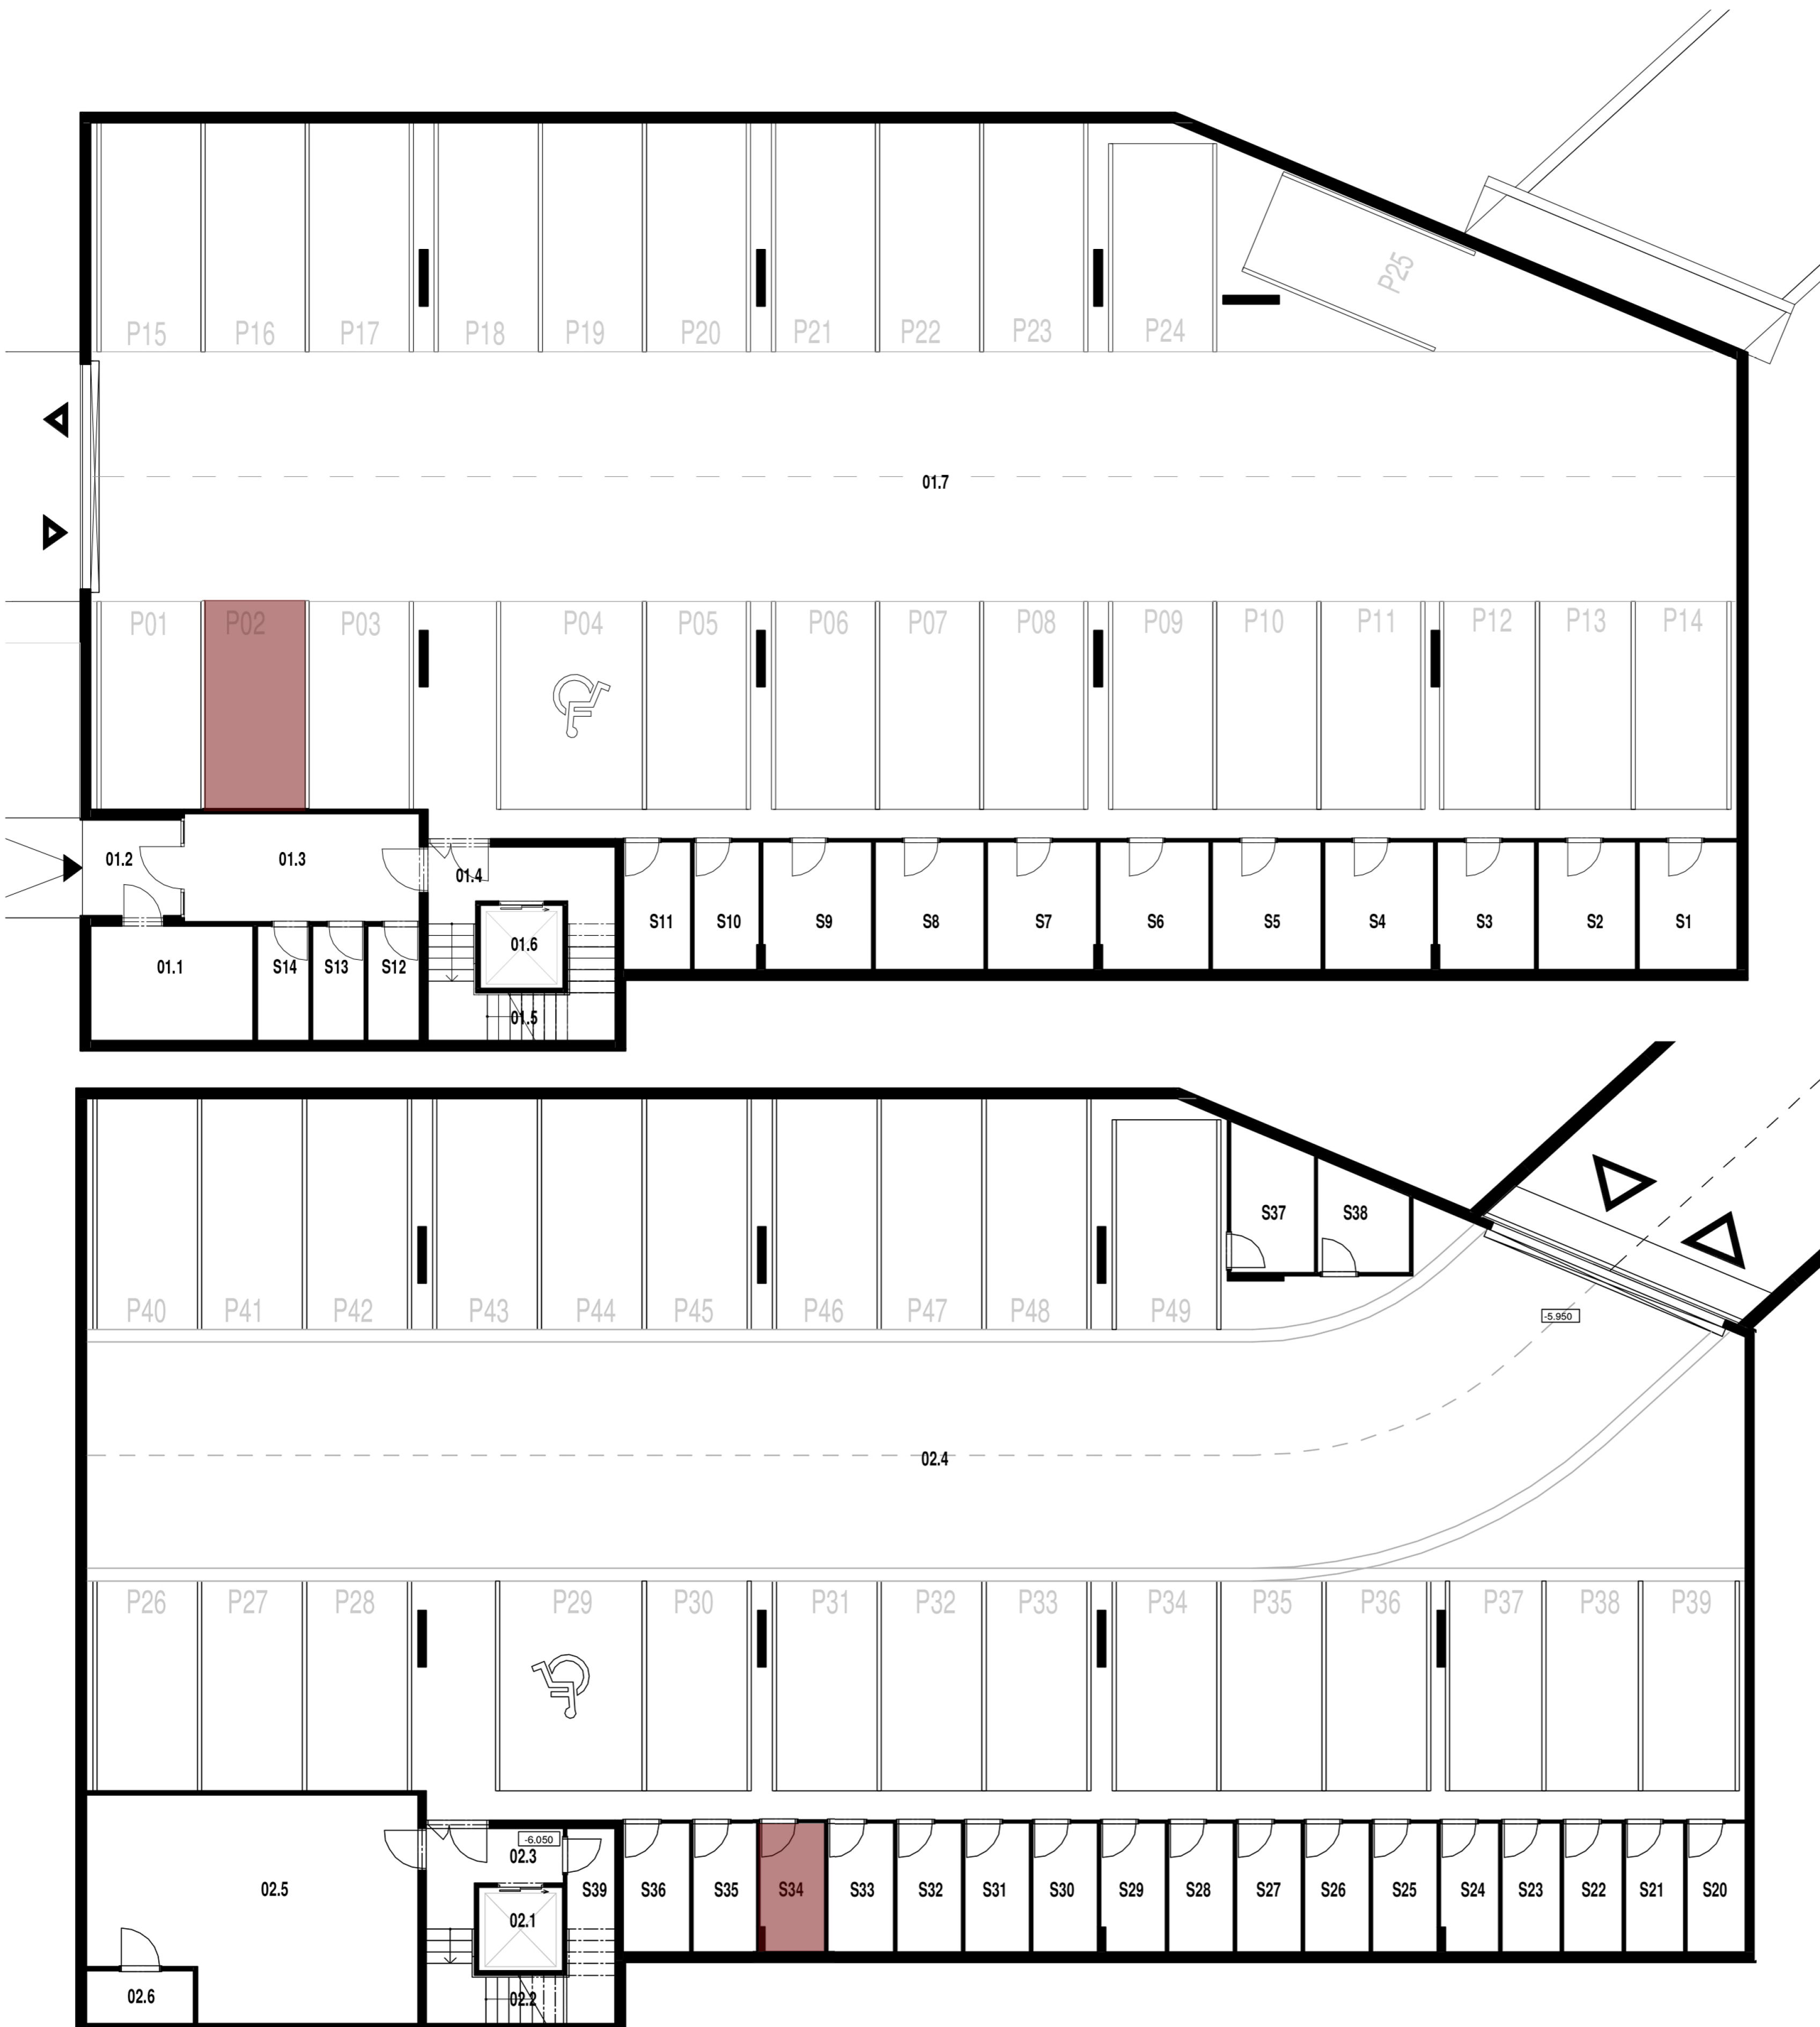 P15 P16 P17 P18 P19 P20 P21 P22 P23 P24 P25
01.7
P01 P02 P03 P04 P05 P06 P07 P08 P09 P10 P11 P12 P13 P14
01.2 01.3 01.4
S11 S10 S9 S8 S7 S6 S5 S4 S3 S2 S1
01.6
01.1 S14 S13 S12
01.5
S37 S38
P40 P41 P42 P43 P44 P45 P46 P47 P48 P49
-5.950
02.4
P26 P27 P28 P29 P30 P31 P32 P33 P34 P35 P36 P37 P38 P39
-6.050
02.3
02.5 S39 S36 S35 S34 S33 S32 S31 S30 S29 S28 S27 S26 S25 S24 S23 S22 S21 S20
02.1
02.6 02.2